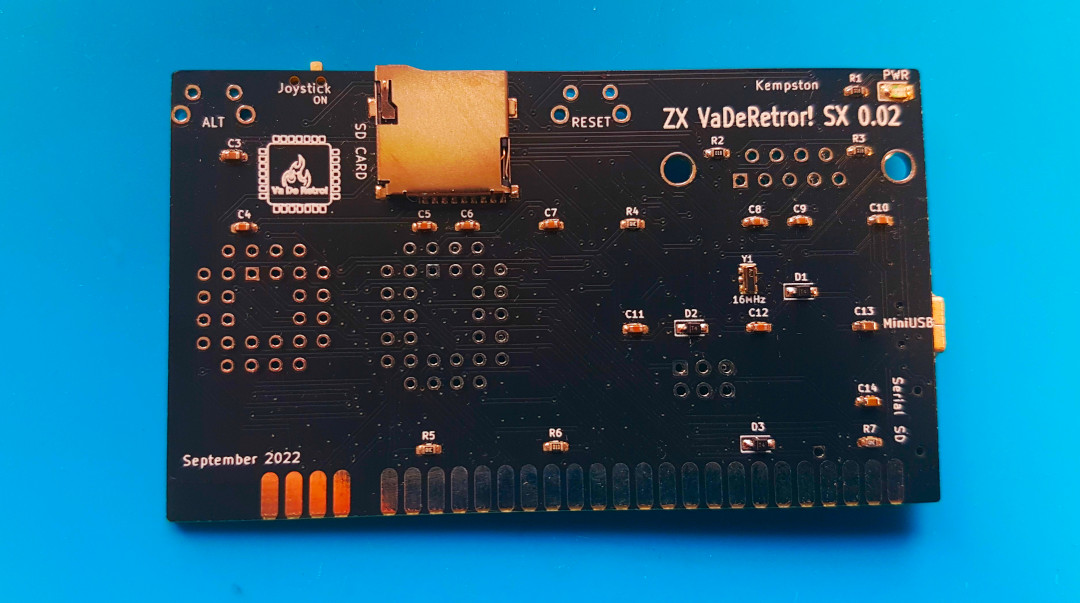 Joystick
ON
Kempston
R1
PWR
ALT
SD CARD
RESET
ZX VaDeRetror! SX 0.02
C3
Va De Retro!
R2
R3
C4
C5
C6
C7
R4
C8
C9
C10
Y1
16MHz
D1
C11
D2
C12
C13
MiniUSB
C14
Serial SD
R5
R6
D3
R7
September 2022